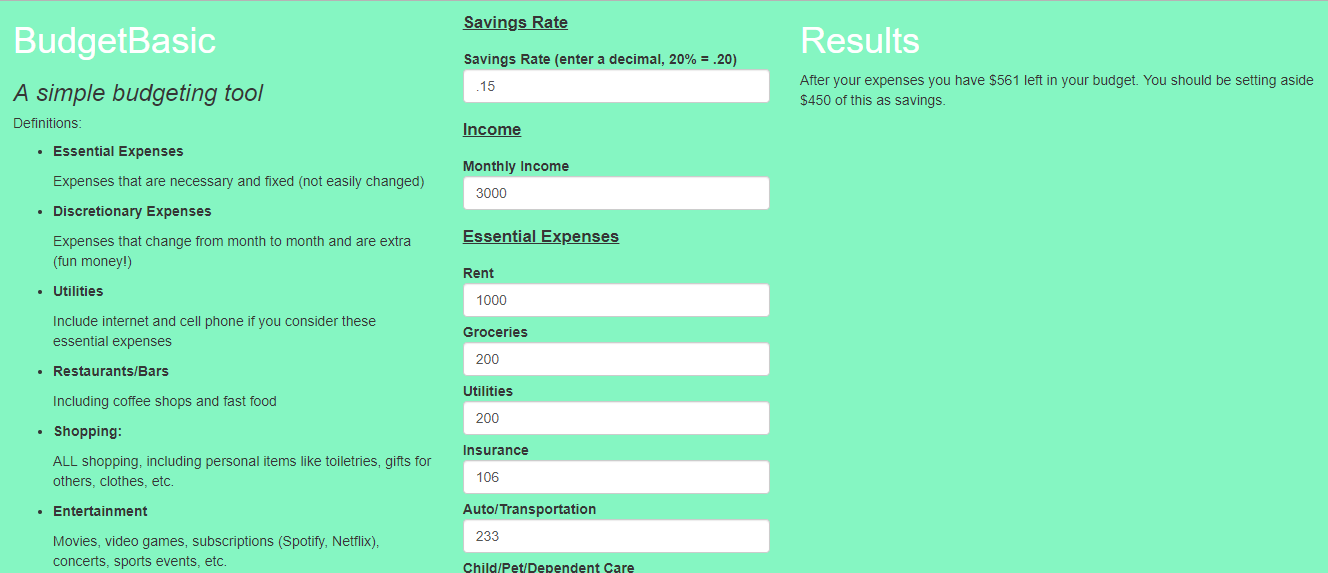 BudgetBasic
A simple budgeting tool
Definitions:
Essential Expenses
Expenses that are necessary and fixed (not easily changed)
Discretionary Expenses
Expenses that change from month to month and are extra
(fun money!)
Utilities
Include internet and cell phone if you consider these
essential expenses
Restaurants/Bars
Including coffee shops and fast food
Shopping:
ALL shopping, including personal items like toiletries, gifts for
others, clothes, etc.
Entertainment
Movies, video games, subscriptions (Spotify, Netflix),
concerts, sports events, etc.
Savings Rate
Savings Rate (enter a decimal, 20% = .20)
.15
Income
Monthly Income
3000
Essential Expenses
Rent
1000
Groceries
200
Utilities
200
Insurance
106
Auto/Transportation
233
Child/Pet/Dependent Care
Results
After your expenses you have $561 left in your budget. You should be setting aside
$450 of this as savings.